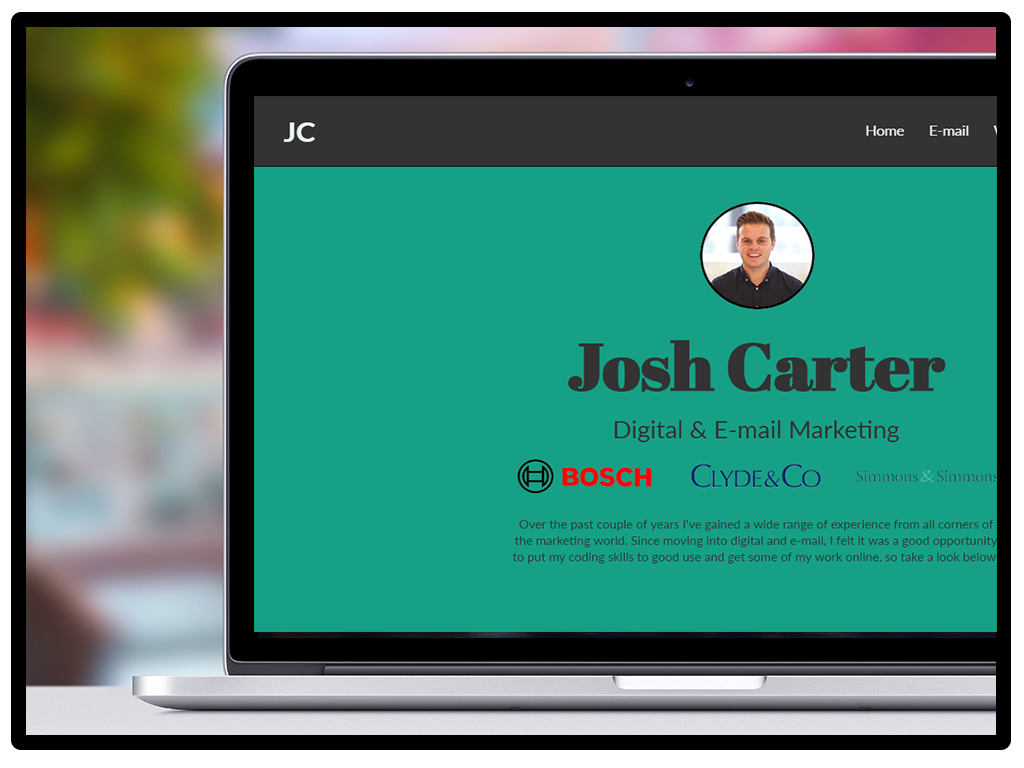 JC
Home E-mail
Josh Carter
Digital & E-mail Marketing
BOSCH CLYDE&CO Simmons & Simmons
Over the past couple of years I've gained a wide range of experience from all corners of
the marketing world. Since moving into digital and e-mail, I felt it was a good opportunity
to put my coding skills to good use and get some of my work online, so take a look below